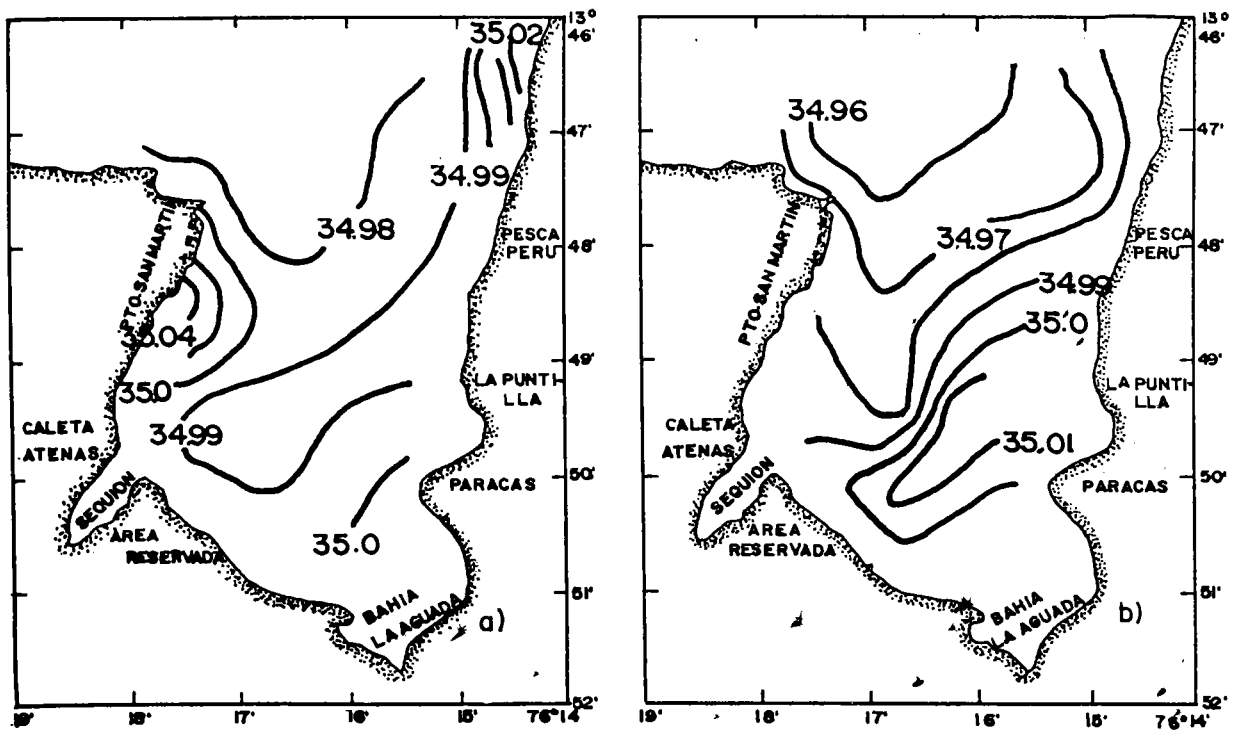 35.02
13°
46'
47'
34.99
PTO-SAN MARTIN
34.98
PESCA
PERU
48'
35.04
49'
35.0
LA PUNTI-
LLA
CALETA
ATENAS
34.99
SEQUION
PARACAS
50'
AREA
RESERVADA
35.0
51'
BAHIA
LA AGUADA
a)
52'
19'
18'
17'
16'
15'
76°14'
13°
46'
34.96
47'
PTO-SAN MARTIN
34.97
PESCA
PERU
48'
34.99
35.0
49'
LA PUNTI-
LLA
CALETA
ATENAS
35.01
SEQUION
PARACAS
50'
AREA
RESERVADA
51'
BAHIA
LA AGUADA
b)
52'
19'
18'
17'
16'
15'
76°14'